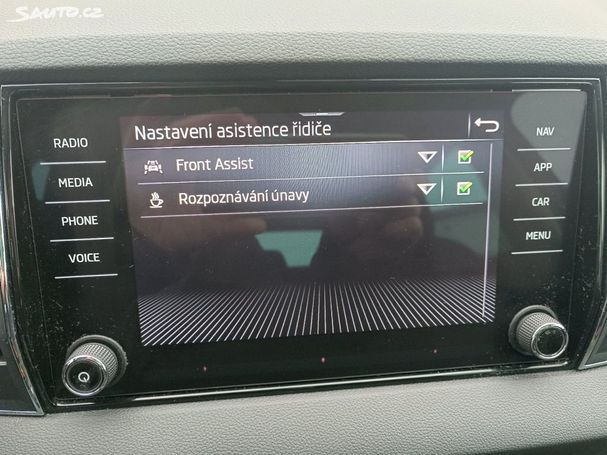 Sauto.cz
Nastavení asistence řidiče
Front Assist
Rozpoznávání únavy
RADIO
MEDIA
PHONE
VOICE
NAV
APP
CAR
MENU